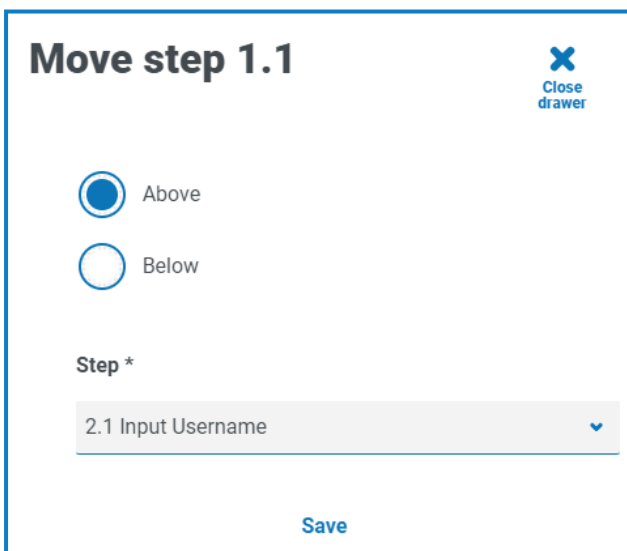 Move step 1.1
Close
drawer
Above
Below
Step *
2.1 Input Username
Save